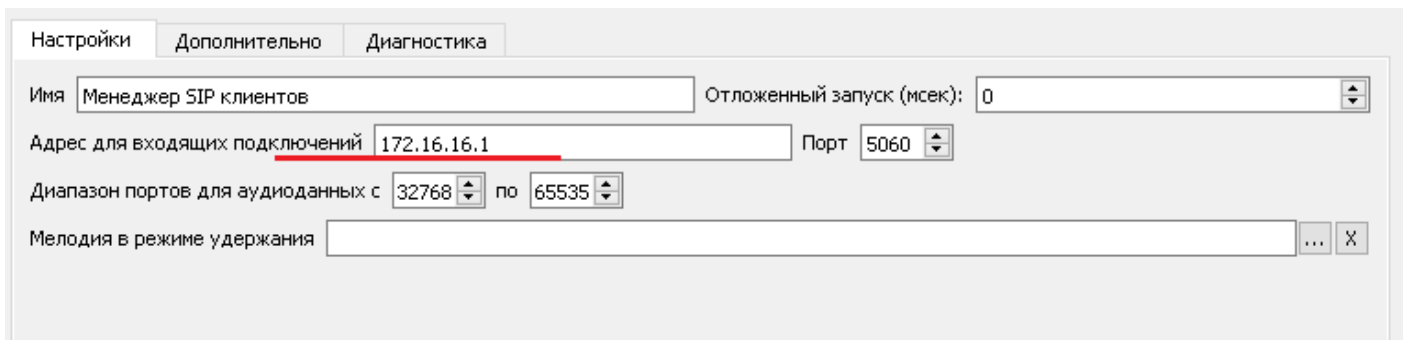 Настройки Дополнительно Диагностика
Имя Менеджер SIP клиентов Отложенный запуск (мсек): 0
Адрес для входящих подключений 172.16.16.1 Порт 5060
Диапазон портов для аудиоданных с 32768 по 65535
Мелодия в режиме удержания ... X